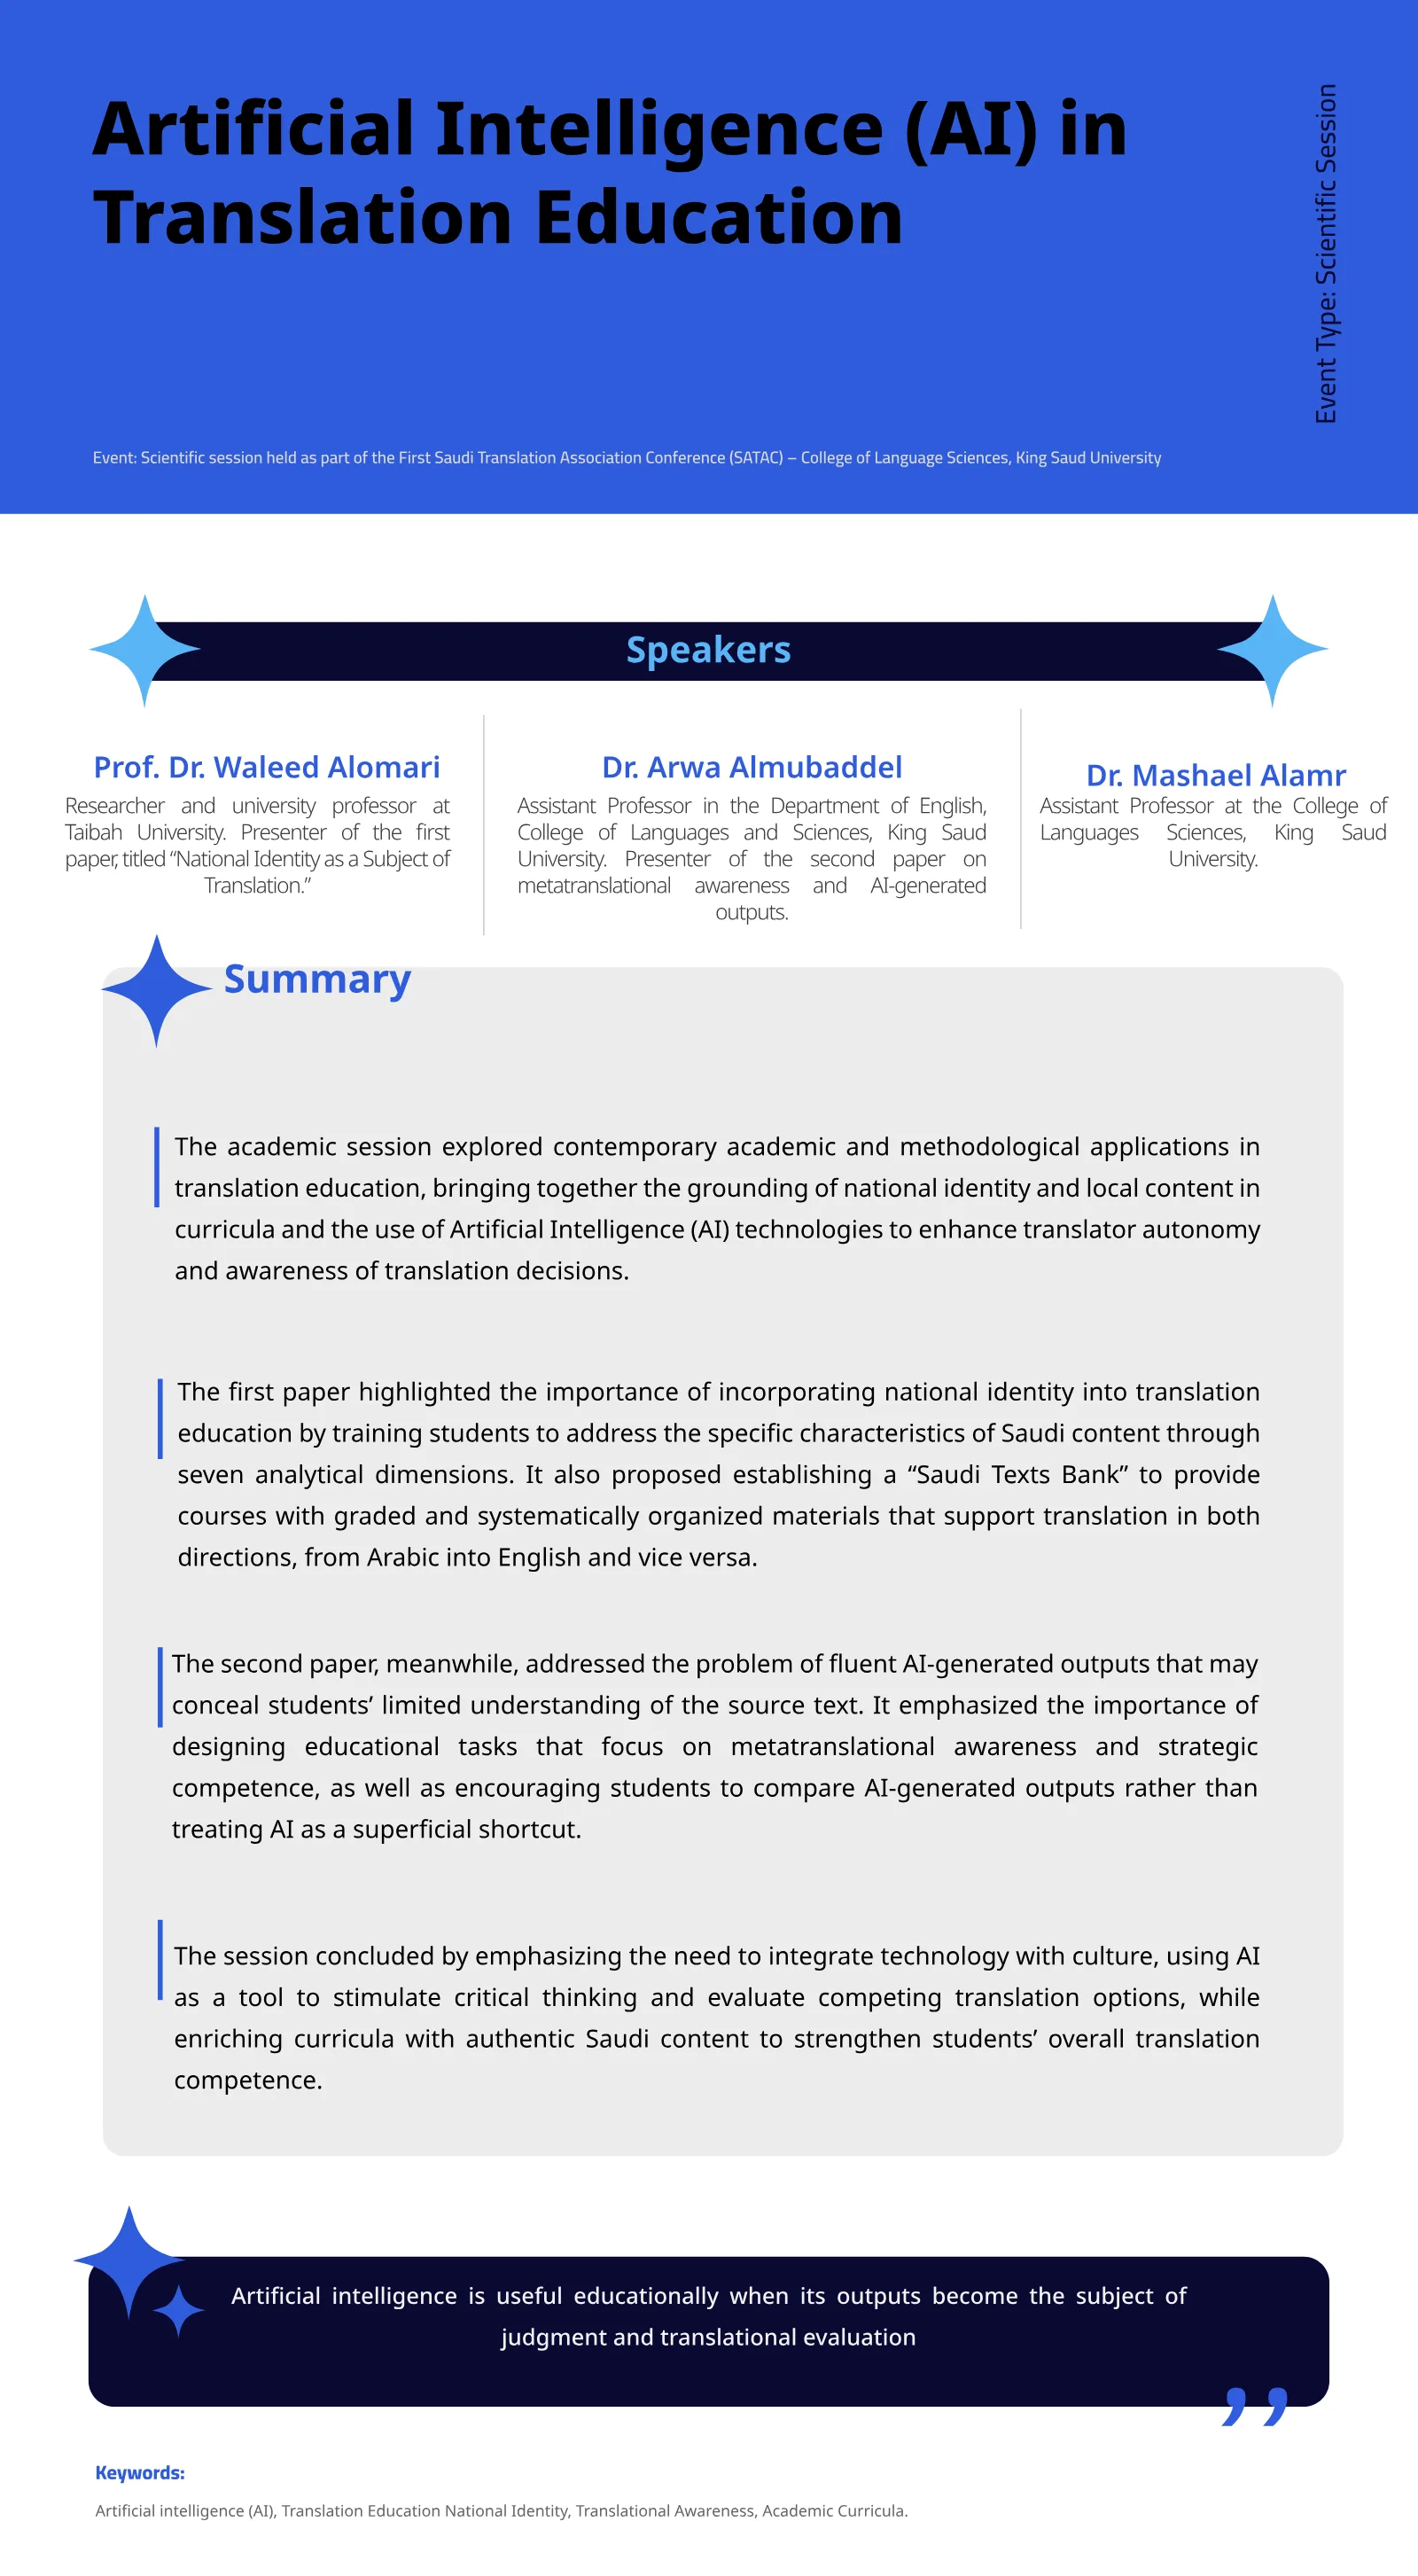 Artificial Intelligence (AI) in
Translation Education
Event Type: Scientific Session
Event: Scientific session held as part of the First Saudi Translation Association Conference (SATAC) – College of Language Sciences, King Saud University
Speakers
Prof. Dr. Waleed Alomari
Researcher and university professor at
Taibah University. Presenter of the first
paper, titled “National Identity as a Subject of
Translation.”
Dr. Arwa Almubaddel
Assistant Professor in the Department of English,
College of Languages and Sciences, King Saud
University. Presenter of the second paper on
metatranslational awareness and AI-generated
outputs.
Dr. Mashael Alamr
Assistant Professor at the College of
Languages Sciences, King Saud
University.
Summary
The academic session explored contemporary academic and methodological applications in
translation education, bringing together the grounding of national identity and local content in
curricula and the use of Artificial Intelligence (AI) technologies to enhance translator autonomy
and awareness of translation decisions.
The first paper highlighted the importance of incorporating national identity into translation
education by training students to address the specific characteristics of Saudi content through
seven analytical dimensions. It also proposed establishing a “Saudi Texts Bank” to provide
courses with graded and systematically organized materials that support translation in both
directions, from Arabic into English and vice versa.
The second paper, meanwhile, addressed the problem of fluent AI-generated outputs that may
conceal students’ limited understanding of the source text. It emphasized the importance of
designing educational tasks that focus on metatranslational awareness and strategic
competence, as well as encouraging students to compare AI-generated outputs rather than
treating AI as a superficial shortcut.
The session concluded by emphasizing the need to integrate technology with culture, using AI
as a tool to stimulate critical thinking and evaluate competing translation options, while
enriching curricula with authentic Saudi content to strengthen students’ overall translation
competence.
Artificial intelligence is useful educationally when its outputs become the subject of
judgment and translational evaluation
”
Keywords:
Artificial intelligence (AI), Translation Education National Identity, Translational Awareness, Academic Curricula.